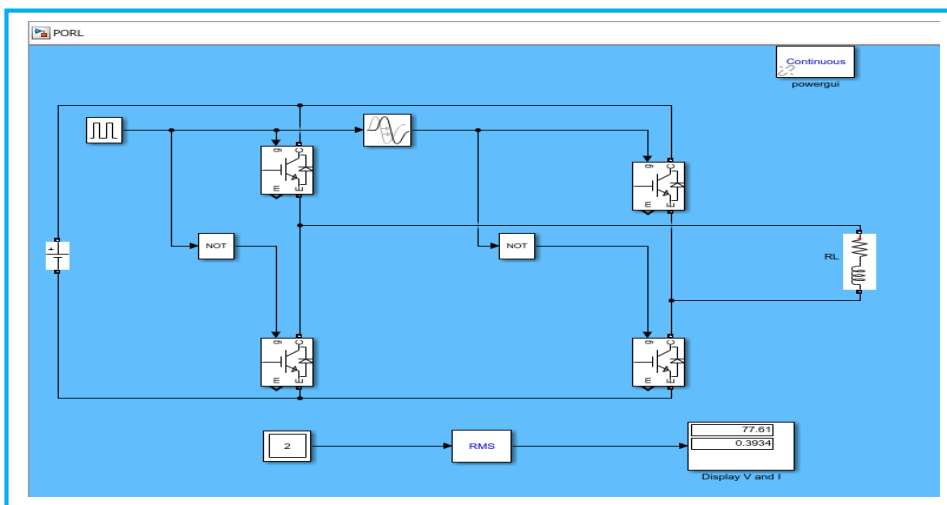 PORL
Continuous
powergui
g
C
m
E
g
C
m
E
NOT
NOT
+
RL
g
C
m
E
g
C
m
E
2
RMS
77.61
0.3934
Display V and I